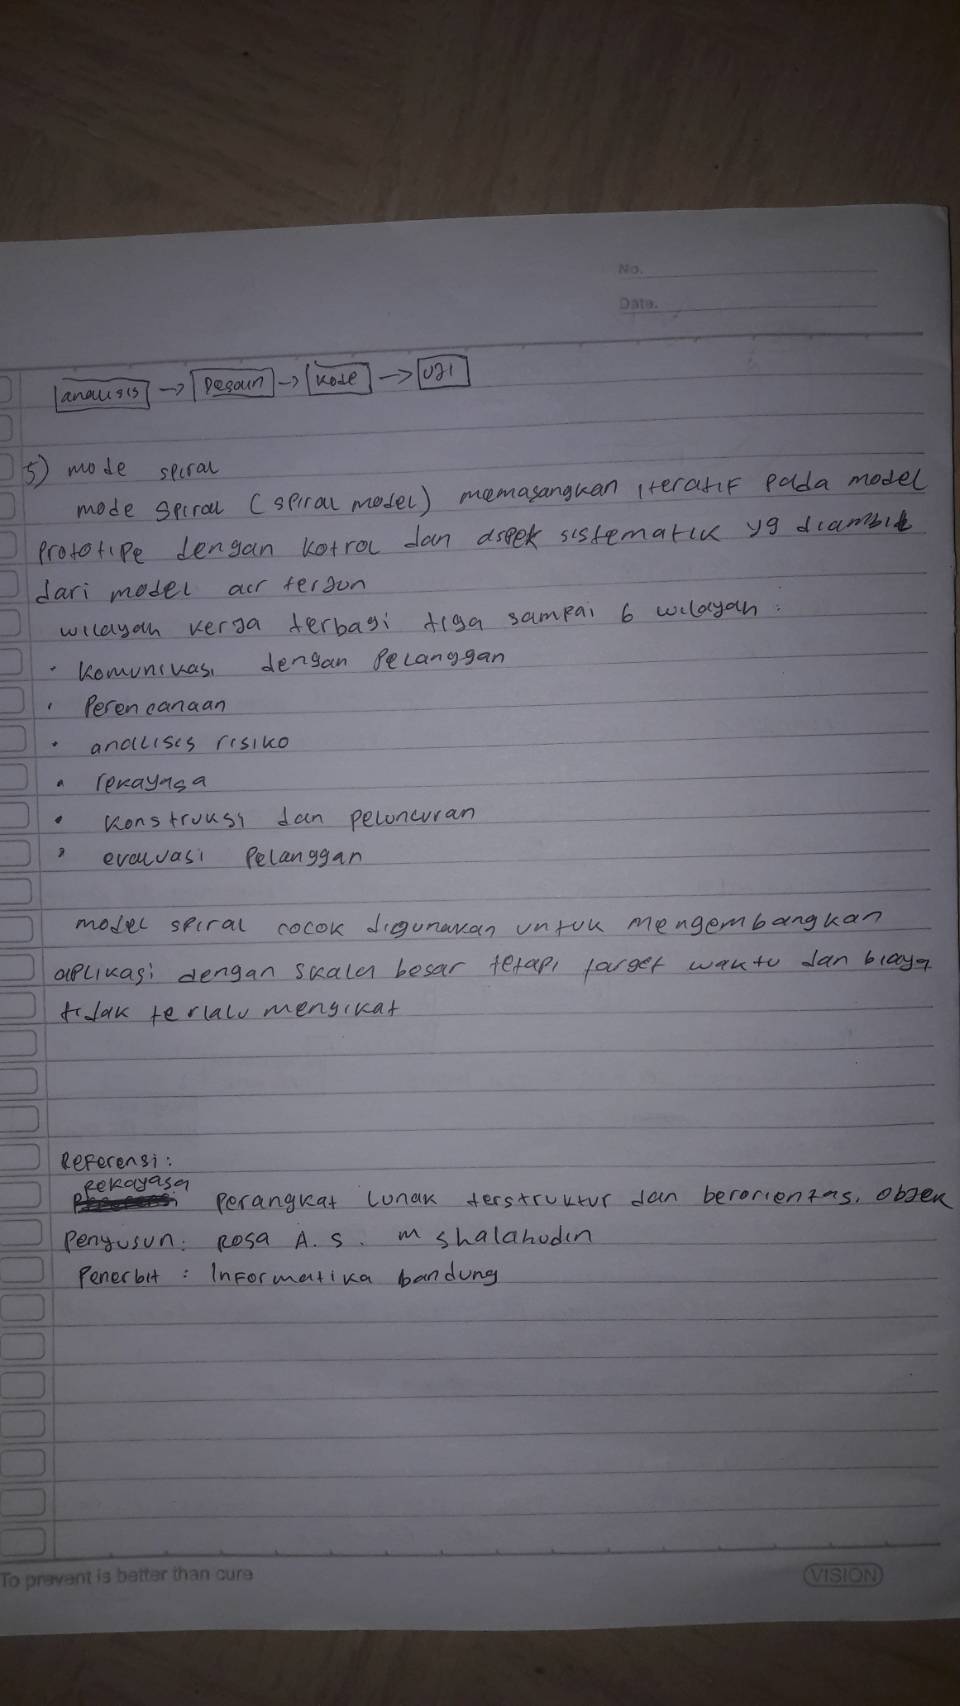 No.
Date.
analisis → Desain → kode → Uji
5) mode spiral
mode spiral (spiral model) memasangkan iteratif pada model
prototipe dengan kotrol dan aspek sistematik yg diambil
dari model air terjun
wilayah kerja terbagi tiga sampai 6 wilayah :
• Komunikasi dengan Pelanggan
• Perencanaan
• analisis risiko
• rekayasa
• konstruksi dan peluncuran
• evaluasi Pelanggan
model spiral cocok digunakan untuk mengembangkan
aplikasi dengan skala besar tetapi target waktu dan biaya
tidak terlalu mengikat
Referensi :
Rekayasa
Perangkat lunak terstruktur dan berorientasi objek
Penyusun : Rosa A. S. m shalahudin
Penerbit : Informatika bandung
To prevent is better than cure
VISION